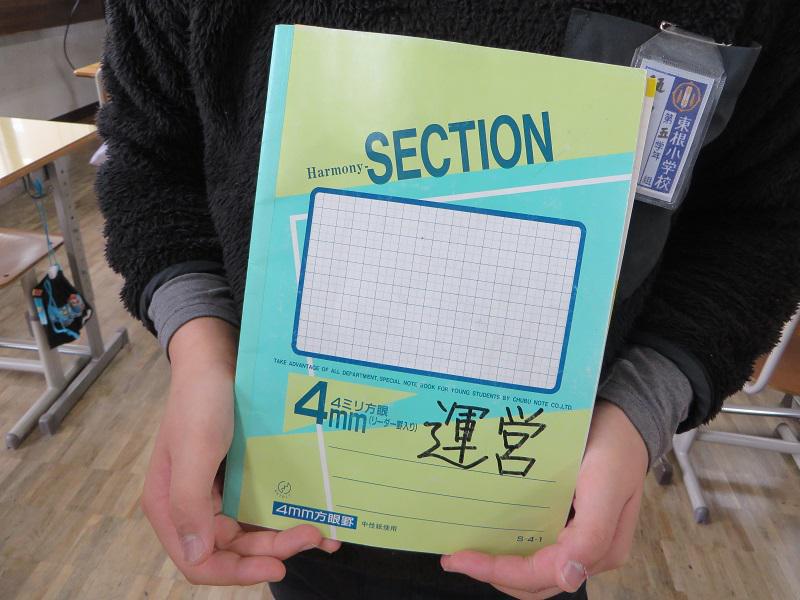 Harmony-SECTION
TAKE ADVANTAGE OF ALL DEPARTMENT, SPECIAL NOTE BOOK FOR YOUNG STUDENTS BY CHUBU NOTE CO.,LTD.
4mm
4ミリ方眼
(リーダー罫入り)
運営
4mm方眼罫
中性紙使用
S-4-1
東根小学校
第五学年
組